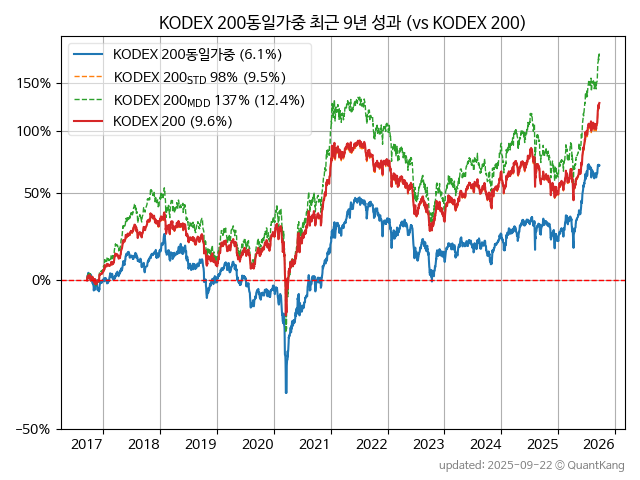 KODEX 200동일가중 최근 9년 성과 (vs KODEX 200)
KODEX 200동일가중 (6.1%)
KODEX 200STD 98% (9.5%)
KODEX 200MDD 137% (12.4%)
KODEX 200 (9.6%)
150%
100%
50%
0%
−50%
2017 2018 2019 2020 2021 2022 2023 2024 2025 2026
updated: 2025-09-22 ⓒ QuantKang